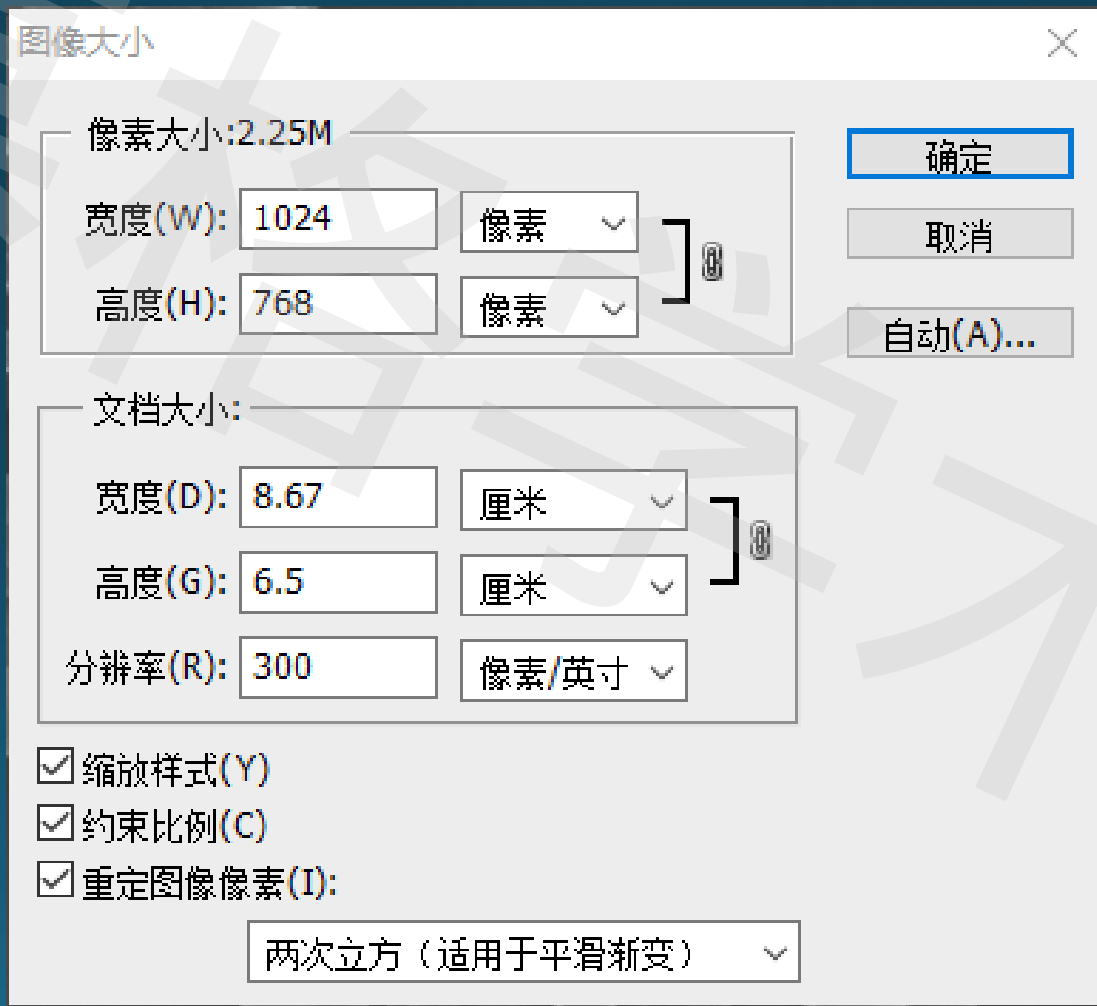 图像大小
像素大小:2.25M
宽度(W): 1024 像素
高度(H): 768 像素
确定
取消
自动(A)...
文档大小:
宽度(D): 8.67 厘米
高度(G): 6.5 厘米
分辨率(R): 300 像素/英寸
缩放样式(Y)
约束比例(C)
重定图像像素(I):
两次立方（适用于平滑渐变）